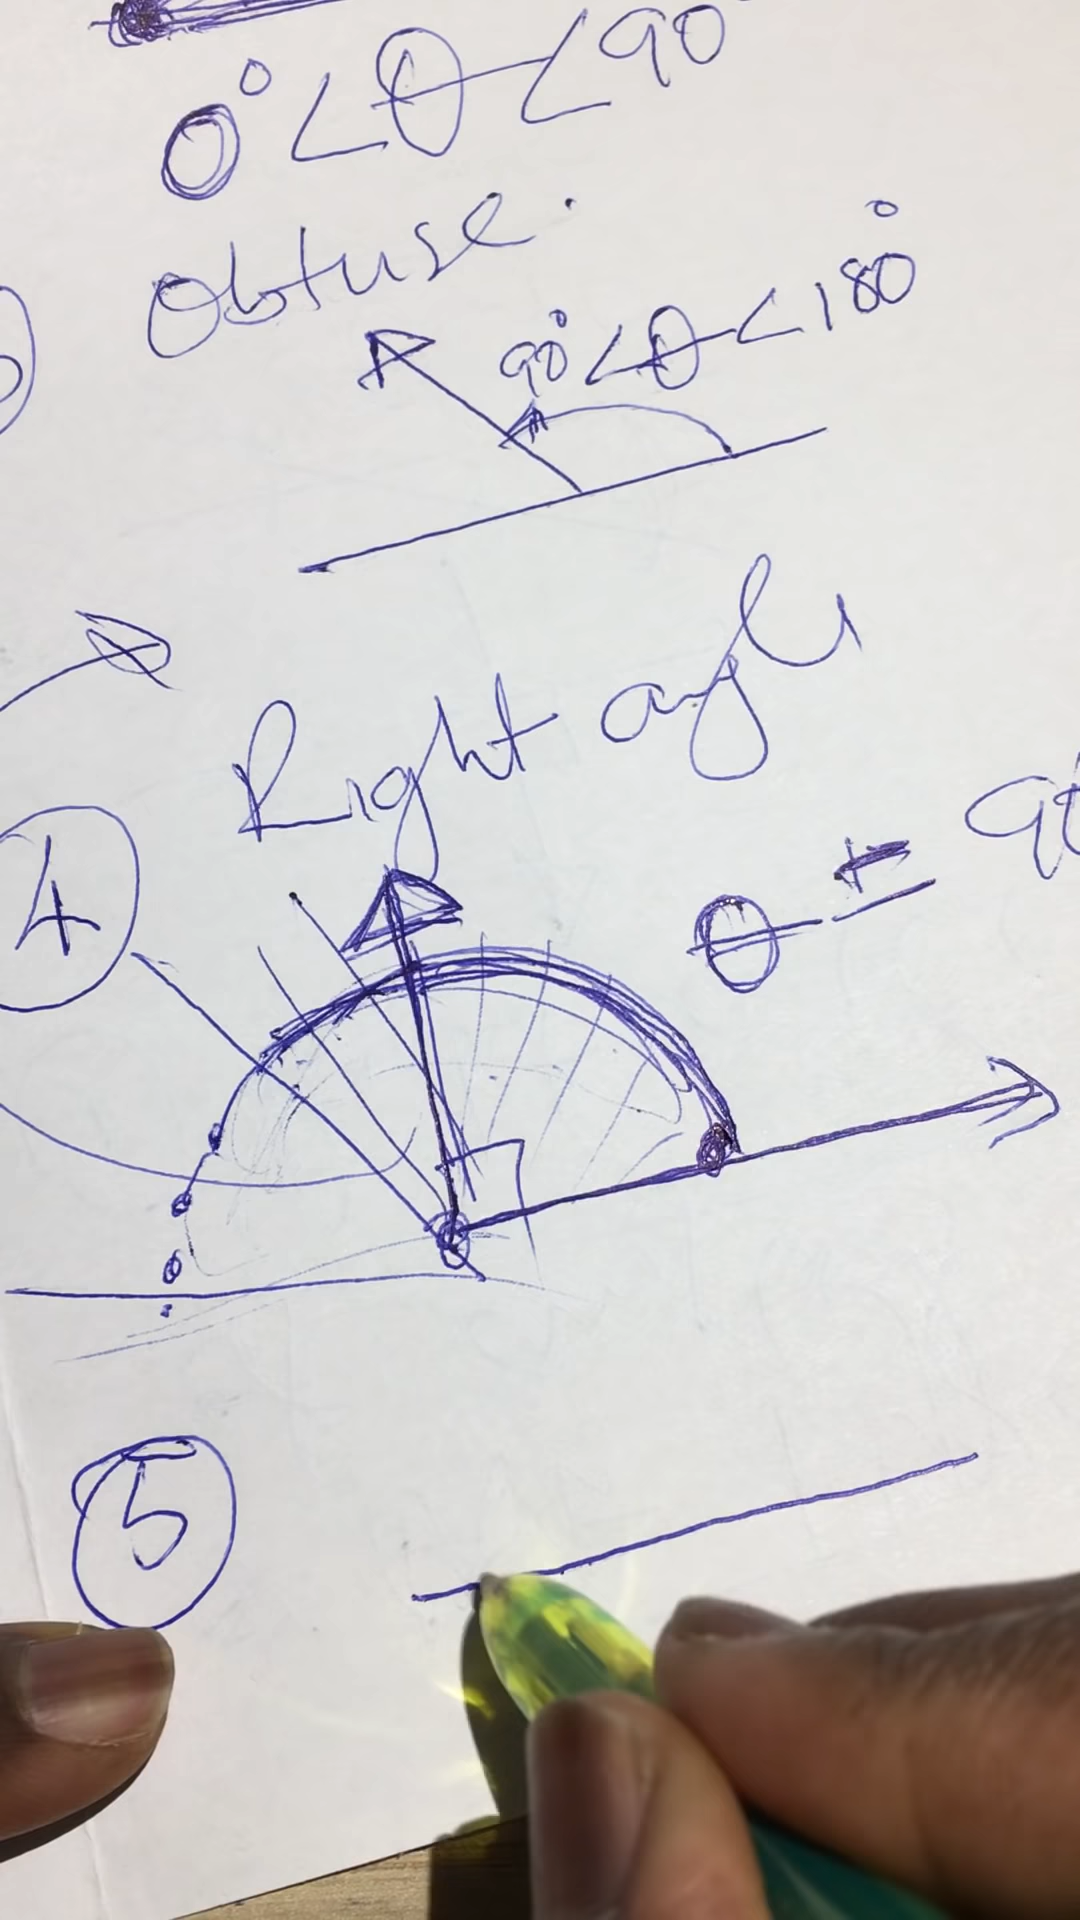 0° < θ < 90°
Obtuse.
90° < θ < 180°
Right angle
4
θ = 90
5